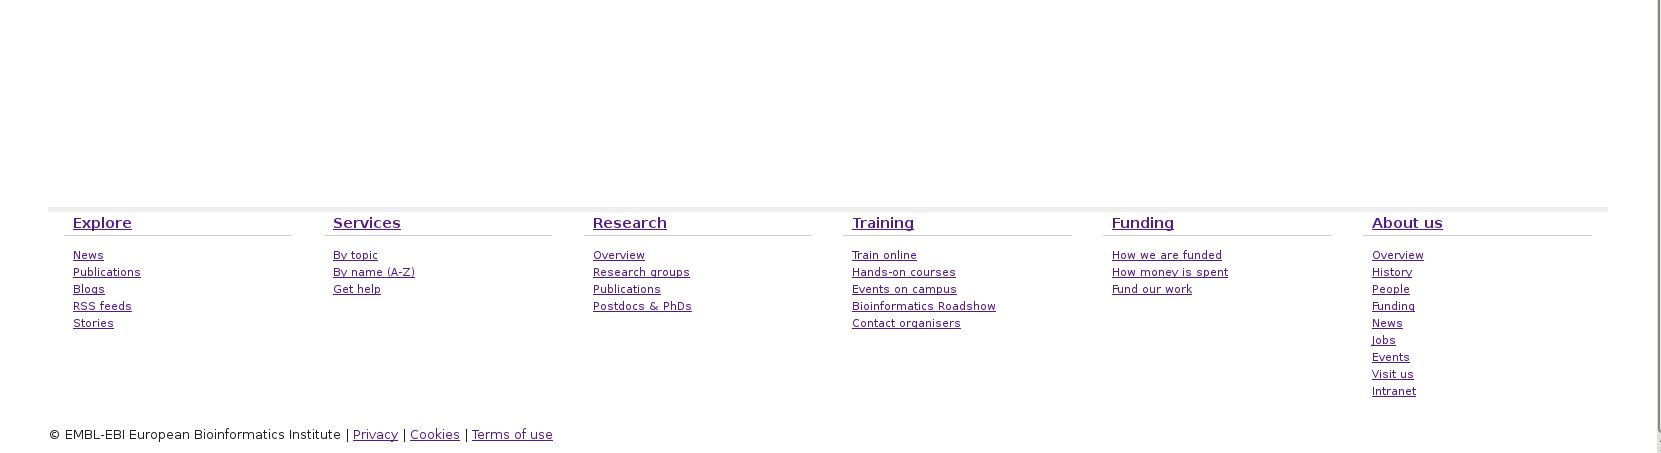 Explore
News
Publications
Blogs
RSS feeds
Stories
Services
By topic
By name (A-Z)
Get help
Research
Overview
Research groups
Publications
Postdocs & PhDs
Training
Train online
Hands-on courses
Events on campus
Bioinformatics Roadshow
Contact organisers
Funding
How we are funded
How money is spent
Fund our work
About us
Overview
History
People
Funding
News
Jobs
Events
Visit us
Intranet
© EMBL-EBI European Bioinformatics Institute | Privacy | Cookies | Terms of use